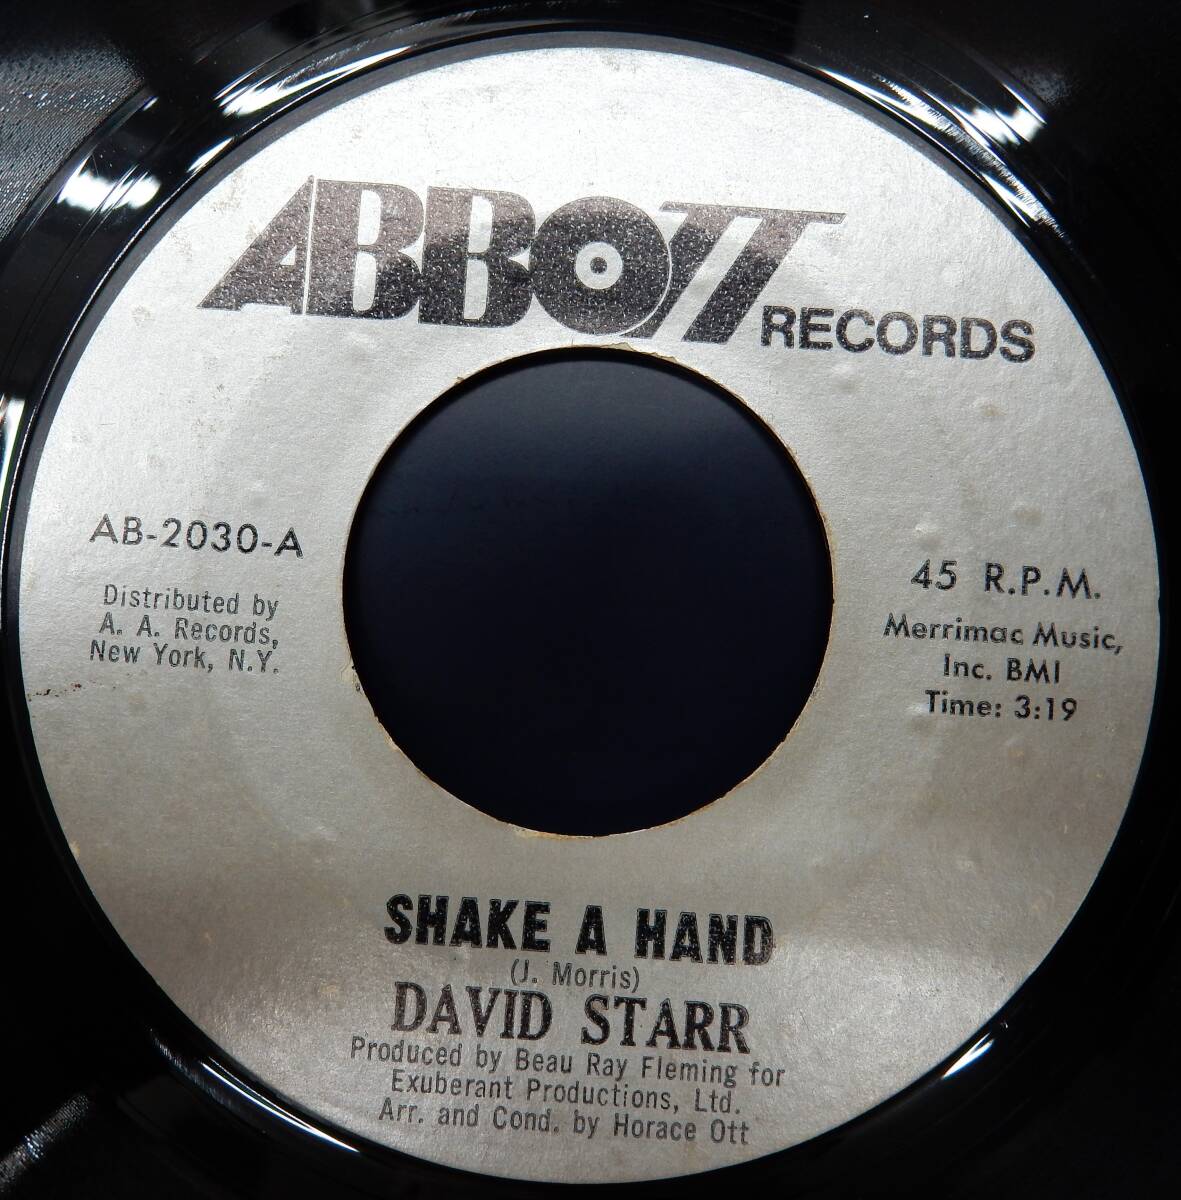 ABBOTT
RECORDS
AB-2030-A
Distributed by
A. A. Records,
New York, N.Y.
45 R.P.M.
Merrimac Music,
Inc. BMI
Time: 3:19
SHAKE A HAND
(J. Morris)
DAVID STARR
Produced by Beau Ray Fleming for
Exuberant Productions, Ltd.
Arr. and Cond. by Horace Ott